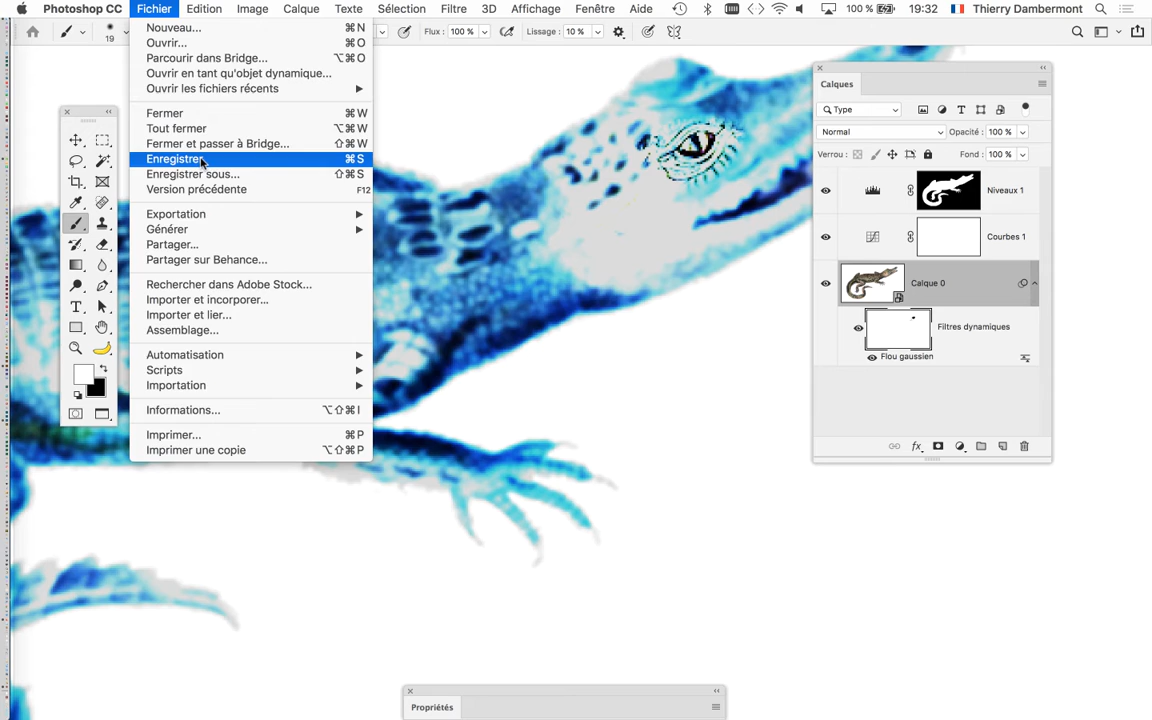 Photoshop CC Fichier Edition Image Calque Texte Sélection Filtre 3D Affichage Fenêtre Aide 100 % 19:32 Thierry Dambermont
19 Flux : 100 % Lissage : 10 %
Nouveau... ⌘N
Ouvrir... ⌘O
Parcourir dans Bridge... ⌥⌘O
Ouvrir en tant qu'objet dynamique...
Ouvrir les fichiers récents
Fermer ⌘W
Tout fermer ⌥⌘W
Fermer et passer à Bridge... ⇧⌘W
Enregistrer ⌘S
Enregistrer sous... ⇧⌘S
Version précédente F12
Exportation
Générer
Partager...
Partager sur Behance...
Rechercher dans Adobe Stock...
Importer et incorporer...
Importer et lier...
Assemblage...
Automatisation
Scripts
Importation
Informations... ⌥⇧⌘I
Imprimer... ⌘P
Imprimer une copie ⌥⇧⌘P
Calques
Type
Normal Opacité : 100 %
Verrou : Fond : 100 %
Niveaux 1
Courbes 1
Calque 0
Filtres dynamiques
Flou gaussien
fx
Propriétés